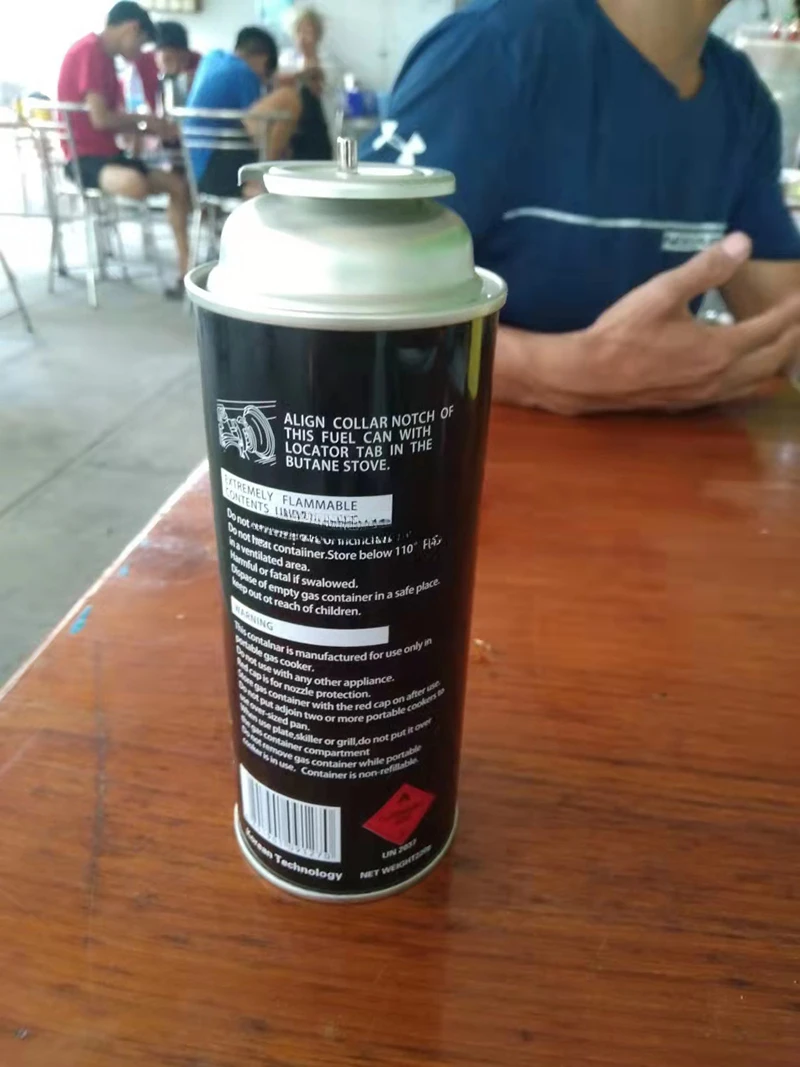 ALIGN COLLAR NOTCH OF
THIS FUEL CAN WITH
LOCATOR TAB IN THE
BUTANE STOVE.
EXTREMELY FLAMMABLE
CONTENTS
Do not
Do not heat contaiiner.Store below 110°
in a ventilated area.
Harmful or fatal if swalowed.
Dispase of empty gas container in a safe place.
keep out ot reach of children.
WARNING
This contalnar is manufactured for use only in
portable gas cooker.
Do not use with any other appliance.
Red cap is for nozzle protection.
Store gas container with the red cap on after use.
Do not put adjoin two or more portable cookers to
use over-sized pan.
When use plate,skiller or grill,do not put it over
the gas container compartment
Do not remove gas container while portable
cooker is in use. Container is non-refillable.
Korean Technology
UN 2037
NET WEIGHT